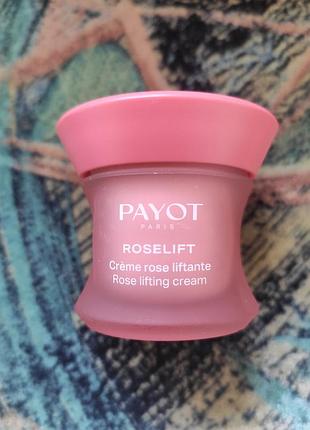 PAYOT
PARIS
ROSELIFT
Crème rose liftante
Rose lifting cream